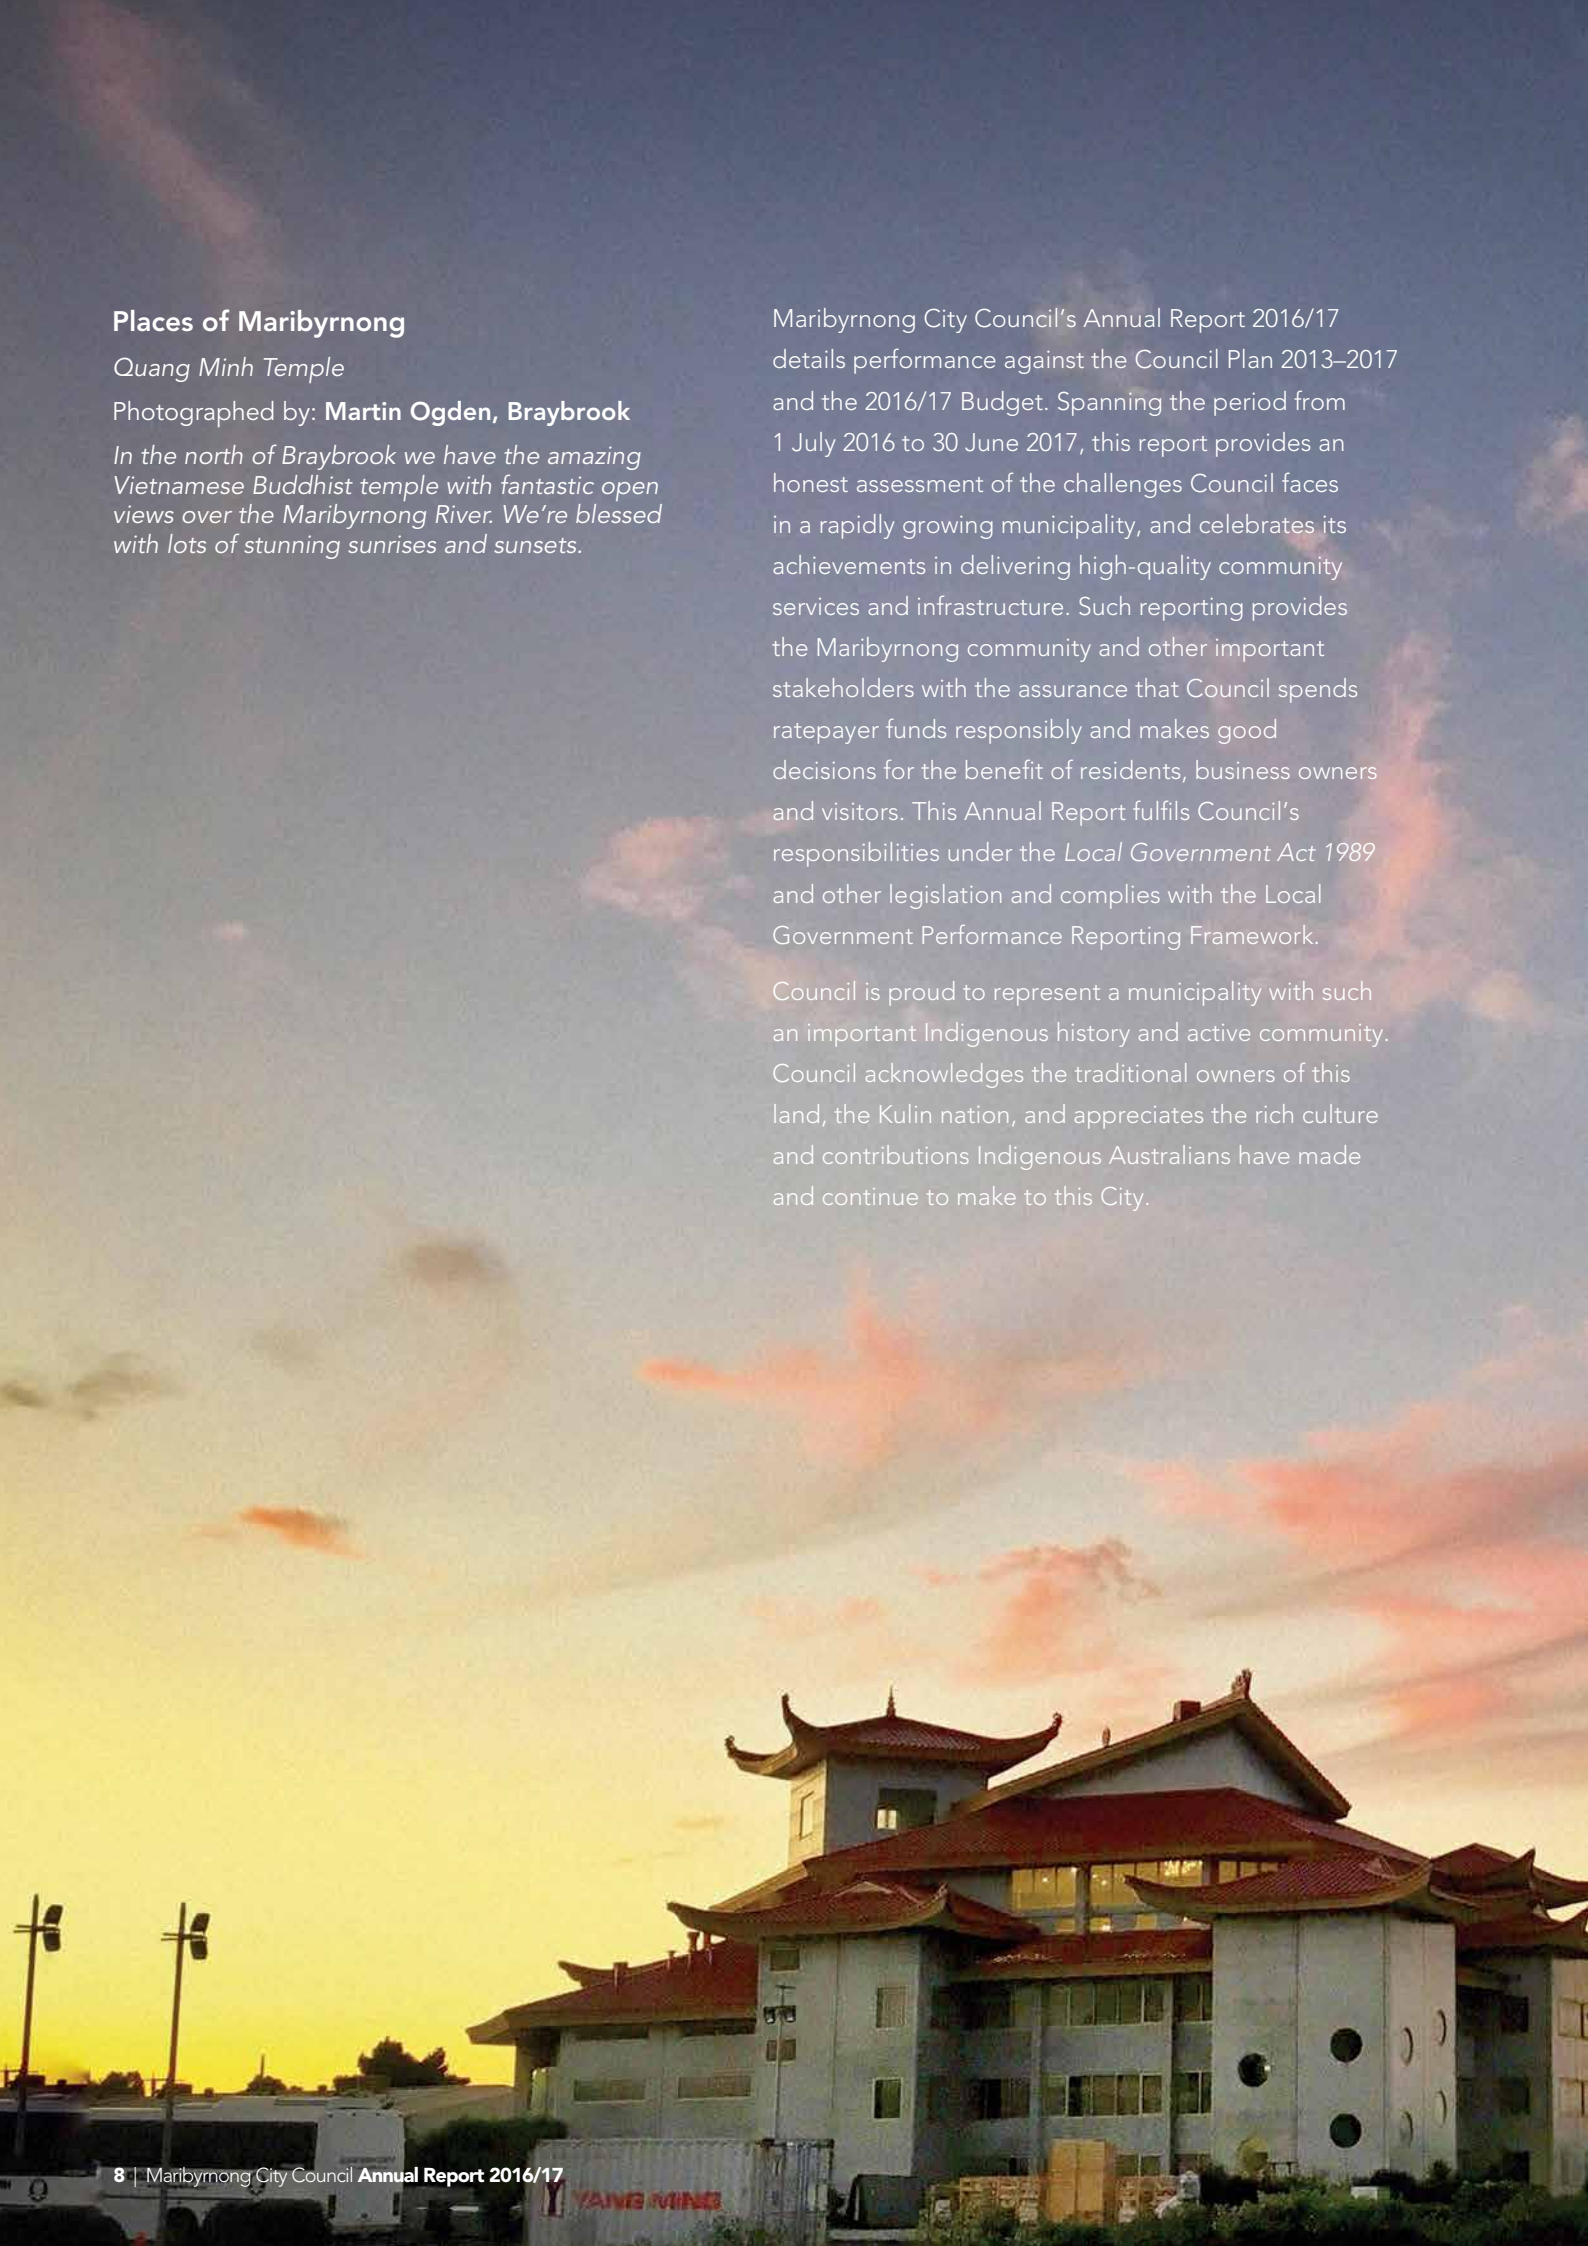 Places of Maribyrnong
Quang Minh Temple
Photographed by: Martin Ogden, Braybrook
In the north of Braybrook we have the amazing
Vietnamese Buddhist temple with fantastic open
views over the Maribyrnong River. We’re blessed
with lots of stunning sunrises and sunsets.
Maribyrnong City Council’s Annual Report 2016/17
details performance against the Council Plan 2013–2017
and the 2016/17 Budget. Spanning the period from
1 July 2016 to 30 June 2017, this report provides an
honest assessment of the challenges Council faces
in a rapidly growing municipality, and celebrates its
achievements in delivering high-quality community
services and infrastructure. Such reporting provides
the Maribyrnong community and other important
stakeholders with the assurance that Council spends
ratepayer funds responsibly and makes good
decisions for the benefit of residents, business owners
and visitors. This Annual Report fulfils Council’s
responsibilities under the Local Government Act 1989
and other legislation and complies with the Local
Government Performance Reporting Framework.
Council is proud to represent a municipality with such
an important Indigenous history and active community.
Council acknowledges the traditional owners of this
land, the Kulin nation, and appreciates the rich culture
and contributions Indigenous Australians have made
and continue to make to this City.
8 | Maribyrnong City Council Annual Report 2016/17
YANG MING